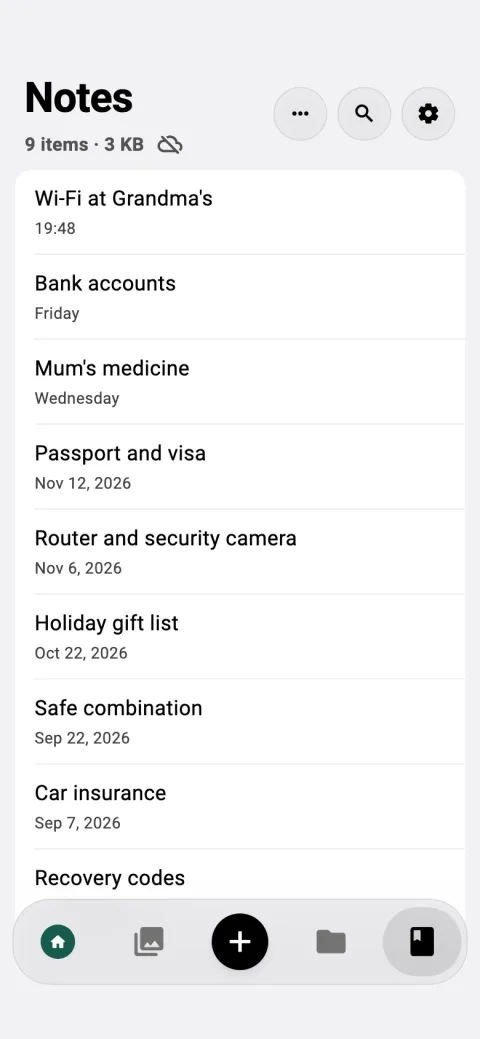 Notes
9 items · 3 KB
Wi-Fi at Grandma's
19:48
Bank accounts
Friday
Mum's medicine
Wednesday
Passport and visa
Nov 12, 2026
Router and security camera
Nov 6, 2026
Holiday gift list
Oct 22, 2026
Safe combination
Sep 22, 2026
Car insurance
Sep 7, 2026
Recovery codes